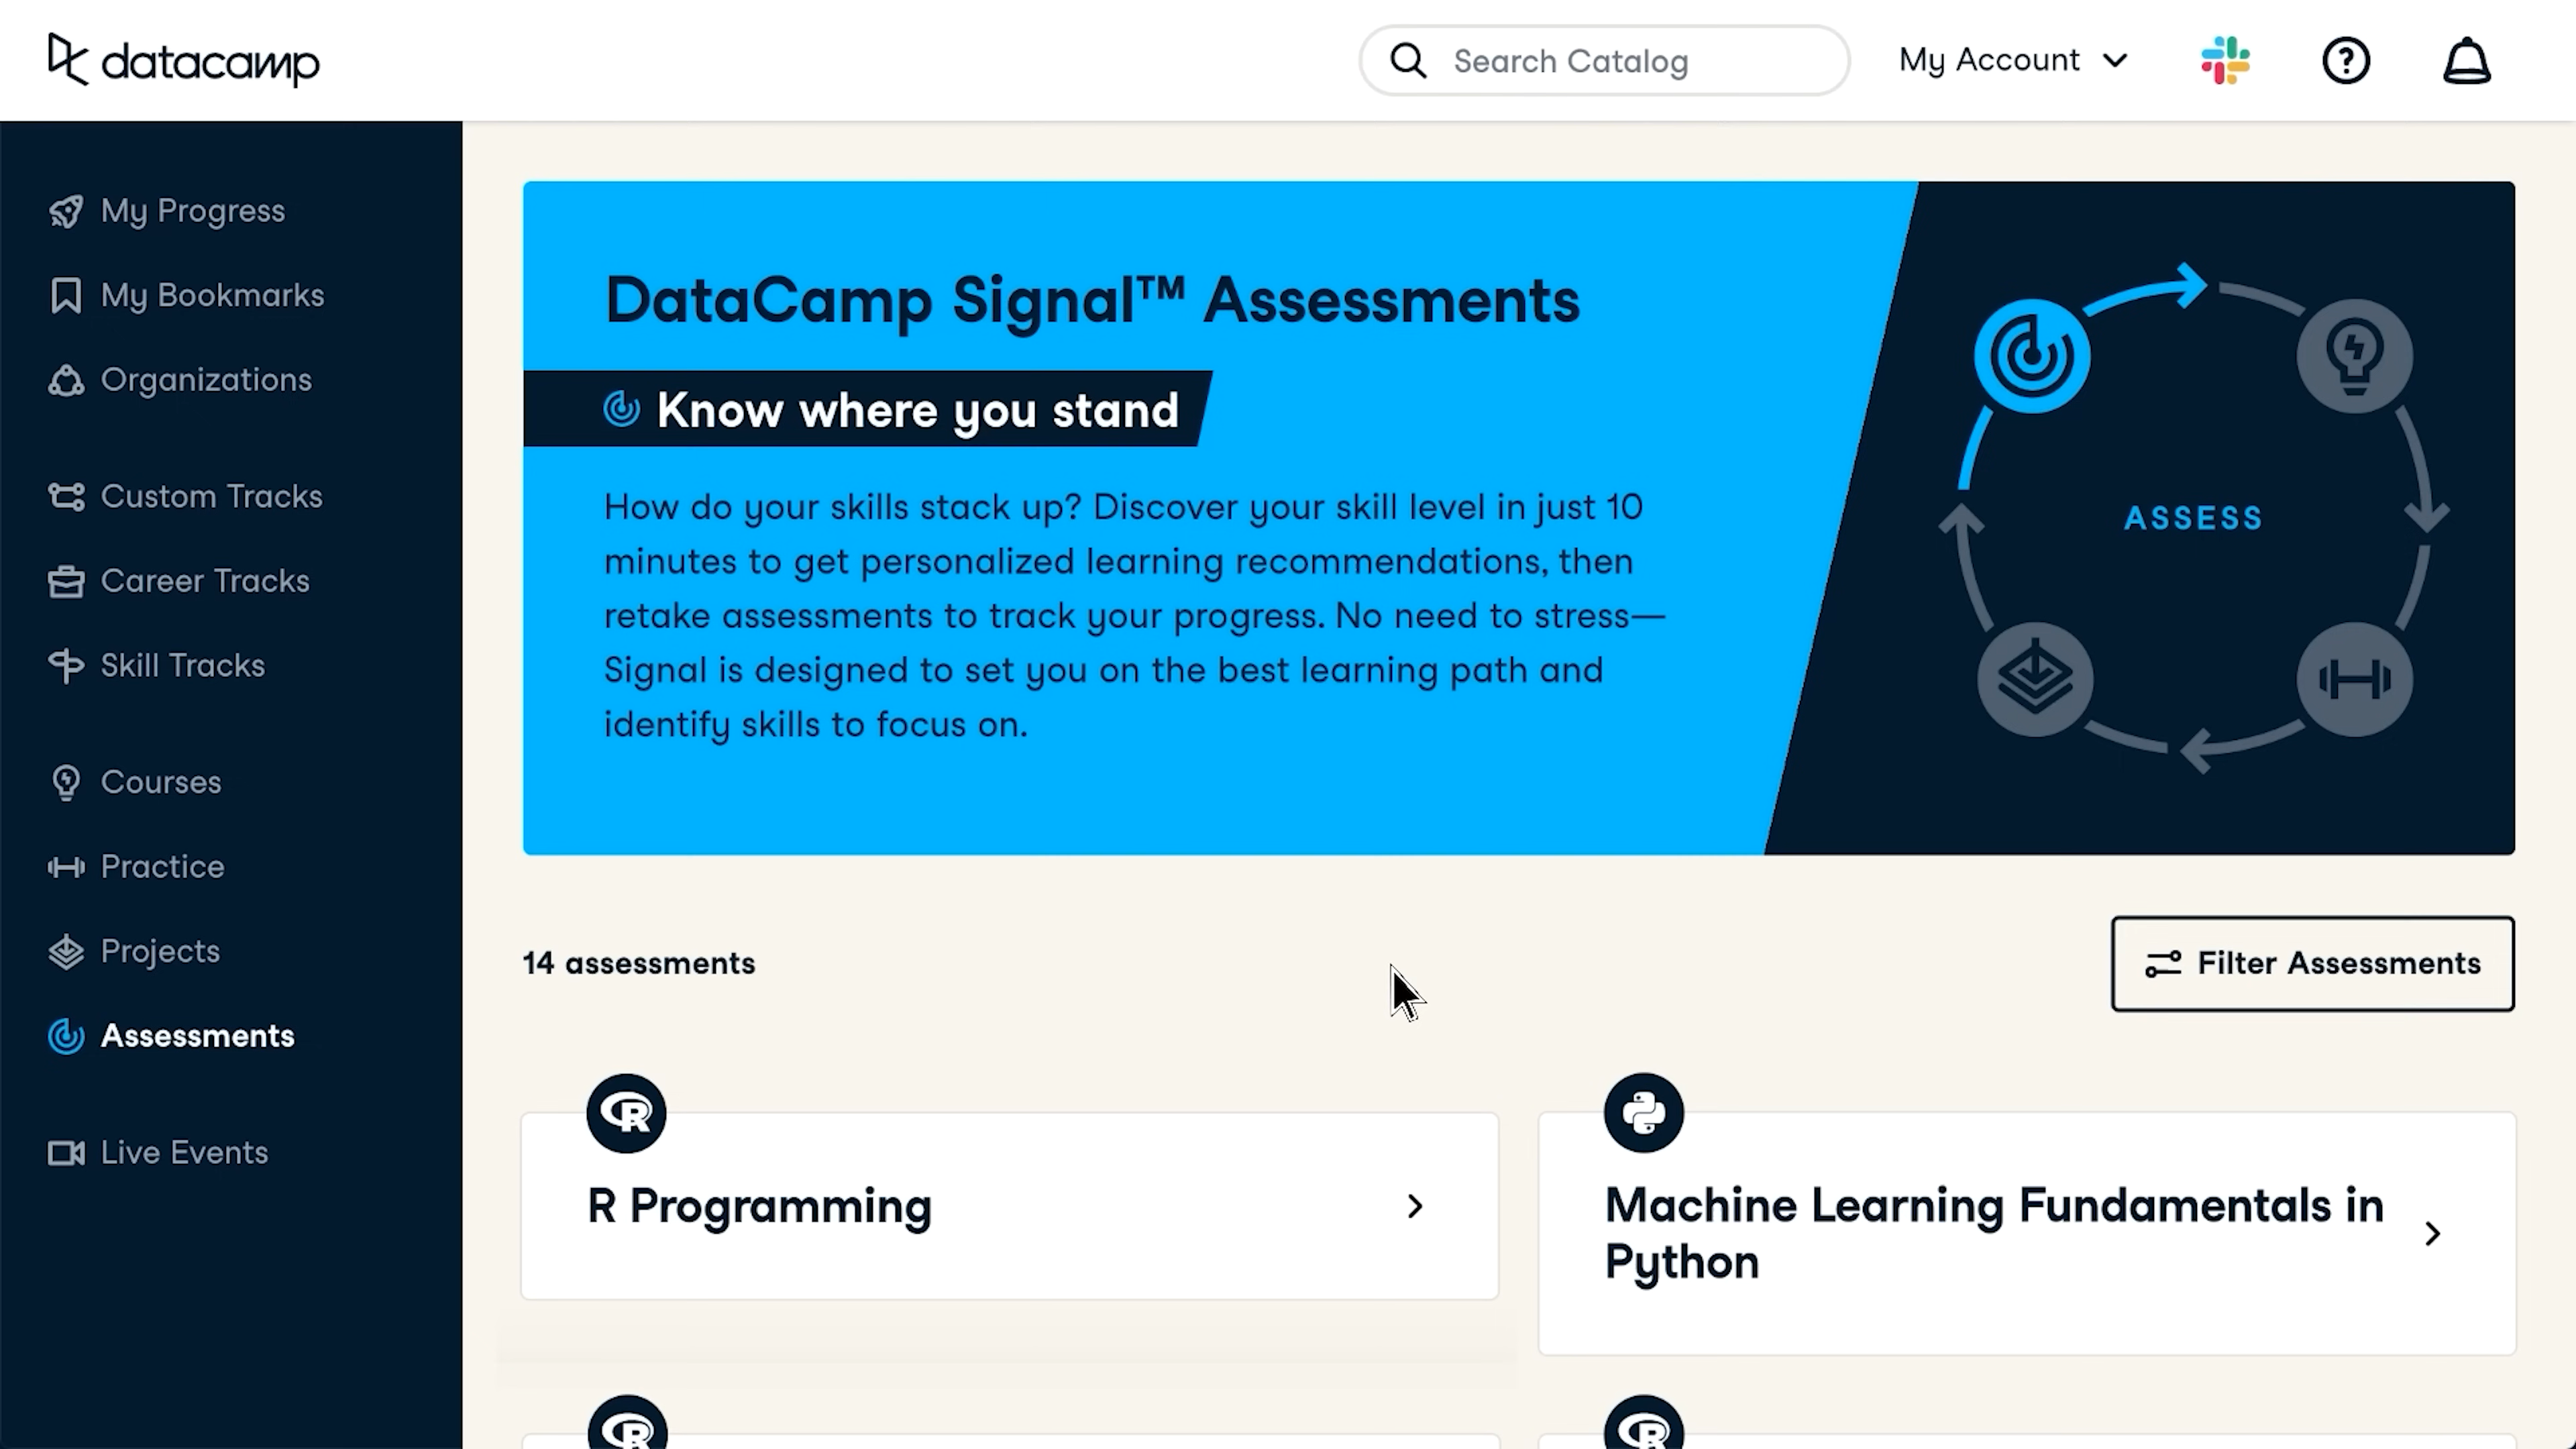 datacamp
Search Catalog
My Account
My Progress
My Bookmarks
Organizations
Custom Tracks
Career Tracks
Skill Tracks
Courses
Practice
Projects
Assessments
Live Events
DataCamp Signal™ Assessments
Know where you stand
How do your skills stack up? Discover your skill level in just 10
minutes to get personalized learning recommendations, then
retake assessments to track your progress. No need to stress—
Signal is designed to set you on the best learning path and
identify skills to focus on.
ASSESS
14 assessments
Filter Assessments
R Programming
Machine Learning Fundamentals in
Python